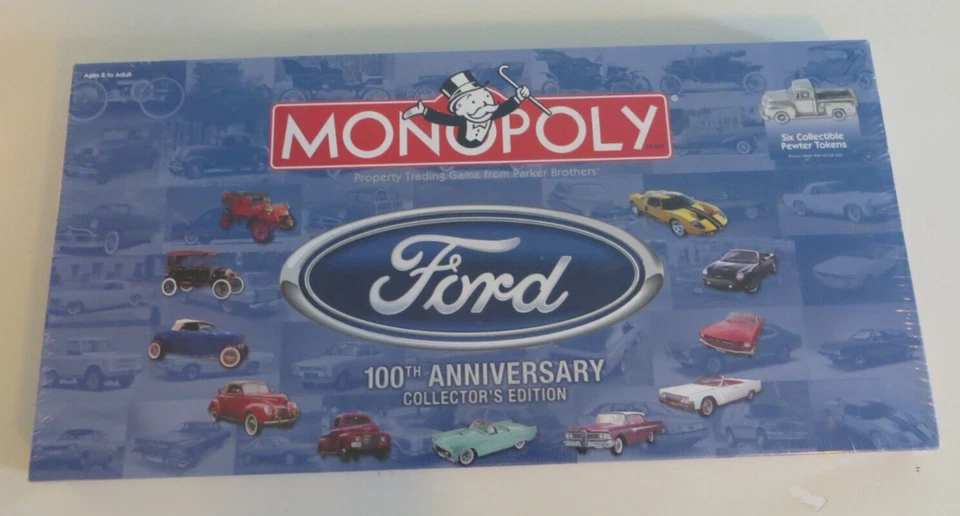 Ages 8 to Adult
MONOPOLY
Property Trading Game from Parker Brothers
Six Collectible
Pewter Tokens
Ford
100TH ANNIVERSARY
COLLECTOR'S EDITION